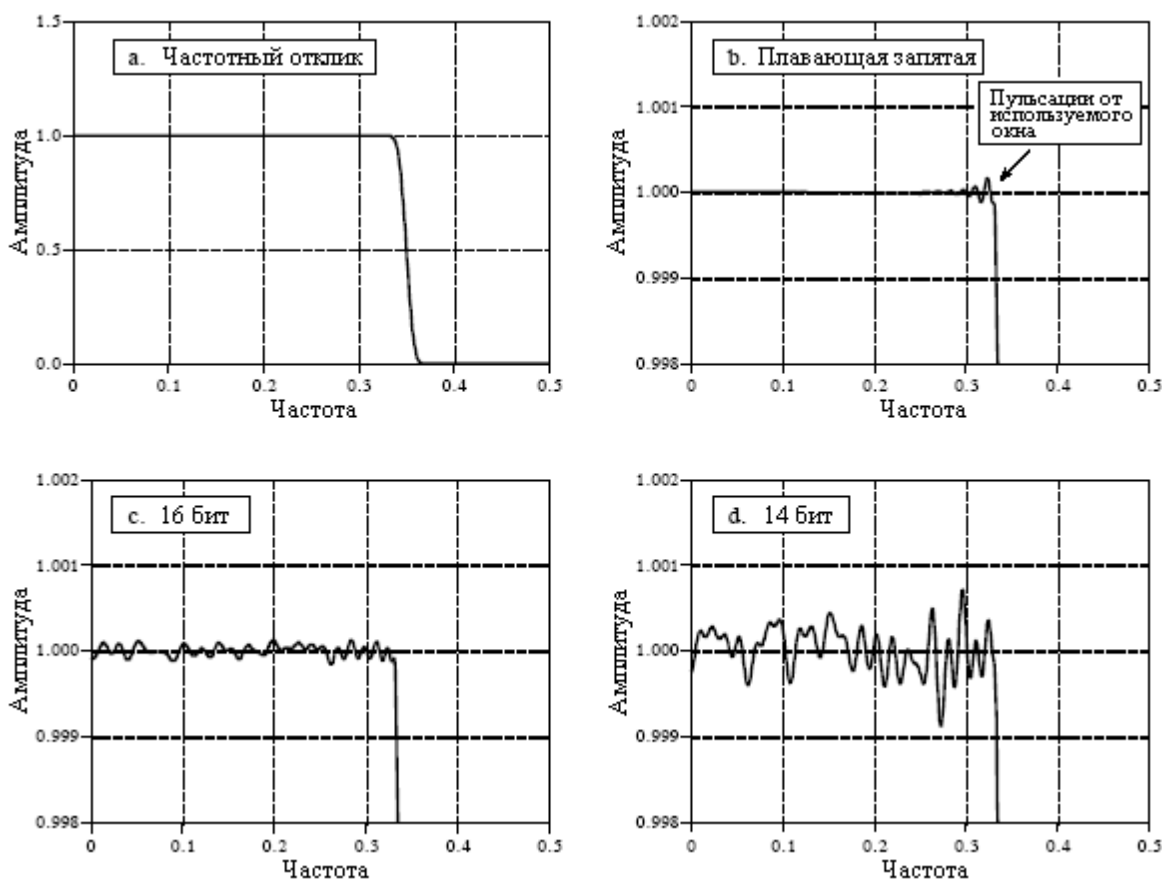 a. Частотный отклик
1.5
1.0
0.5
0.0
Амплитуда
0 0.1 0.2 0.3 0.4 0.5
Частота
b. Плавающая запятая
Пульсации от
используемого
окна
1.002
1.001
1.000
0.999
0.998
Амплитуда
0 0.1 0.2 0.3 0.4 0.5
Частота
c. 16 бит
1.002
1.001
1.000
0.999
0.998
Амплитуда
0 0.1 0.2 0.3 0.4 0.5
Частота
d. 14 бит
1.002
1.001
1.000
0.999
0.998
Амплитуда
0 0.1 0.2 0.3 0.4 0.5
Частота